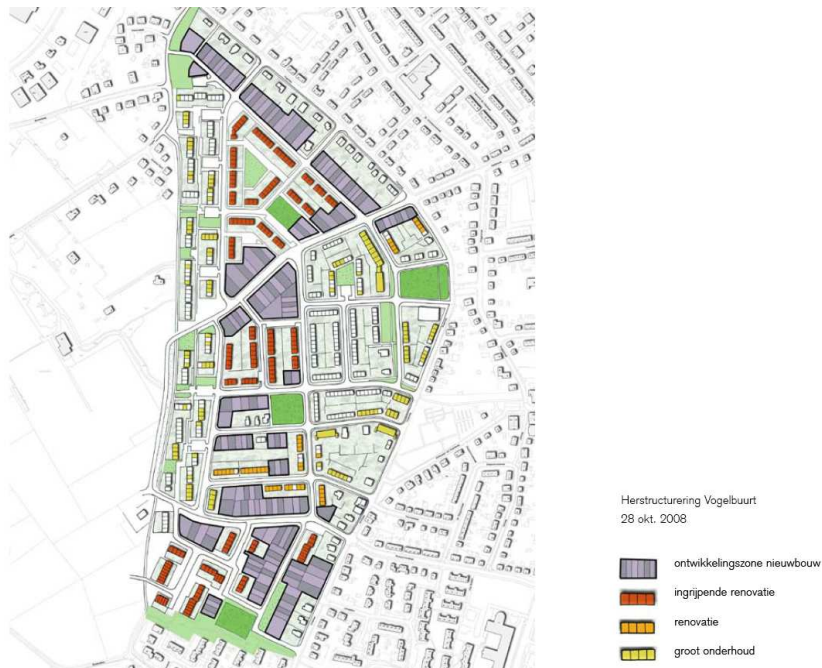 Herstructurering Vogelbuurt
28 okt. 2008
ontwikkelingszone nieuwbouw
ingrijpende renovatie
renovatie
groot onderhoud